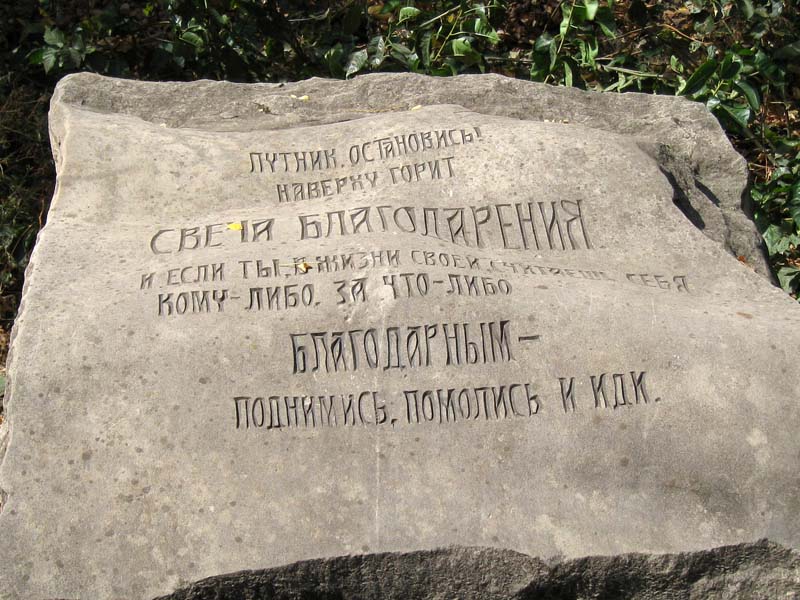 ПУТНИК, ОСТАНОВИСЬ!
НАВЕРХУ ГОРИТ
СВЕЧА БЛАГОДАРЕНИЯ
И ЕСЛИ ТЫ, В ЖИЗНИ СВОЕЙ, СЧИТАЕШЬ СЕБЯ
КОМУ-ЛИБО, ЗА ЧТО-ЛИБО
БЛАГОДАРНЫМ –
ПОДНИМИСЬ, ПОМОЛИСЬ И ИДИ.